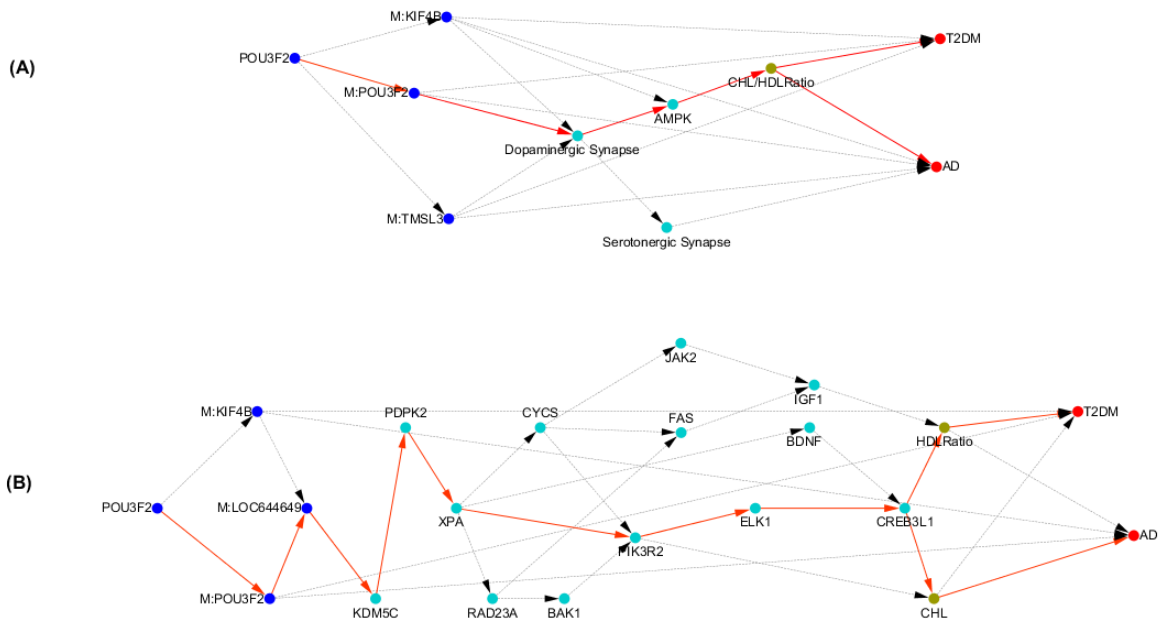 M:KIF4B
T2DM
POU3F2
(A)
CHL/HDLRatio
M:POU3F2
AMPK
Dopaminergic Synapse
AD
M:TMSL3
Serotonergic Synapse
JAK2
IGF1
M:KIF4B
PDPK2
CYCS
FAS
T2DM
BDNF
HDLRatio
(B)
POU3F2
M:LOC644649
XPA
ELK1
CREB3L1
PIK3R2
AD
M:POU3F2
KDM5C
RAD23A
BAK1
CHL